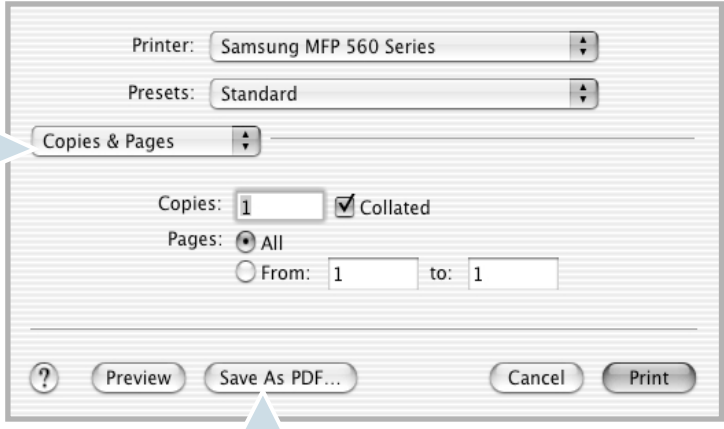 Printer: Samsung MFP 560 Series
Presets: Standard
Copies & Pages
Copies: 1 Collated
Pages: All
From: 1 to: 1
? Preview Save As PDF... Cancel Print